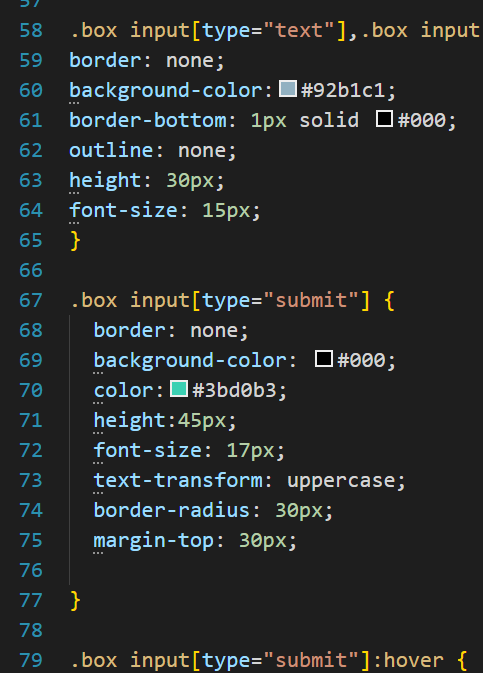 57
58 .box input[type="text"],.box input
59 border: none;
60 background-color:#92b1c1;
61 border-bottom: 1px solid #000;
62 outline: none;
63 height: 30px;
64 font-size: 15px;
65 }
66
67 .box input[type="submit"] {
68 border: none;
69 background-color: #000;
70 color:#3bd0b3;
71 height:45px;
72 font-size: 17px;
73 text-transform: uppercase;
74 border-radius: 30px;
75 margin-top: 30px;
76
77 }
78
79 .box input[type="submit"]:hover {